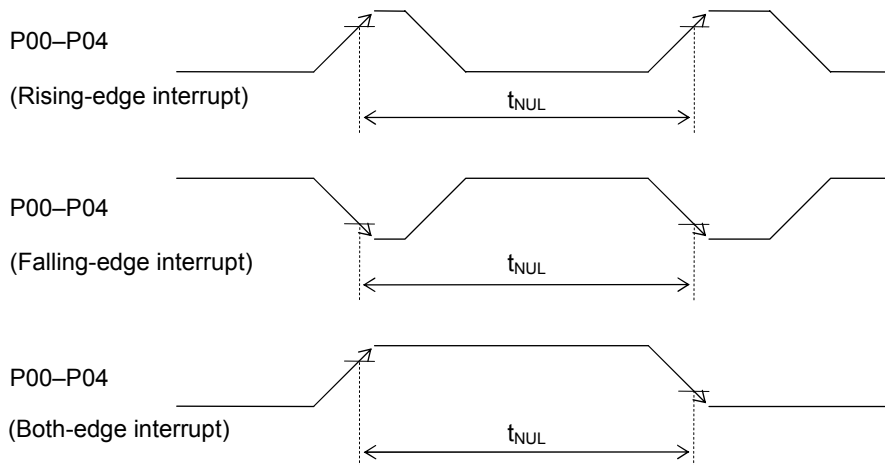 P00–P04
(Rising-edge interrupt)
tNUL
P00–P04
(Falling-edge interrupt)
tNUL
P00–P04
(Both-edge interrupt)
tNUL